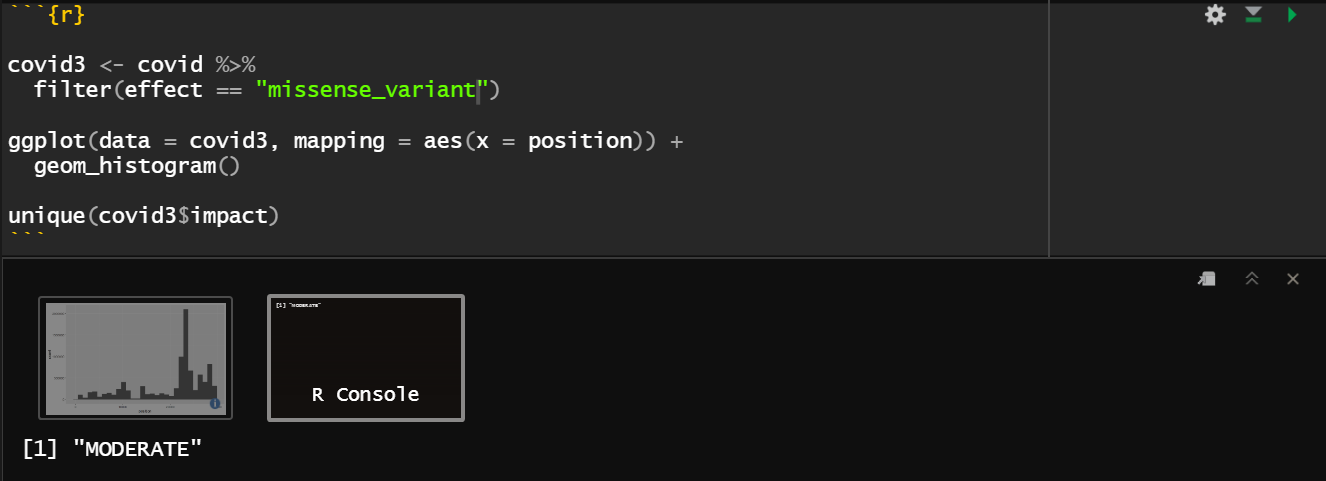 ```{r}
covid3 <- covid %>%
filter(effect == "missense_variant")
ggplot(data = covid3, mapping = aes(x = position)) +
geom_histogram()
unique(covid3$impact)
```
[1] "MODERATE"
R Console
[1] "MODERATE"